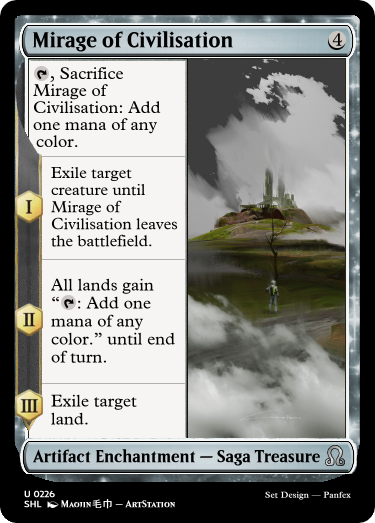 Mirage of Civilisation 4
, Sacrifice
Mirage of
Civilisation: Add
one mana of any
color.
I
Exile target
creature until
Mirage of
Civilisation leaves
the battlefield.
II
All lands gain
“: Add one
mana of any
color.” until end
of turn.
III
Exile target
land.
Artifact Enchantment — Saga Treasure
U 0226
SHL Maojin毛巾 — ArtStation
Set Design — Panfex